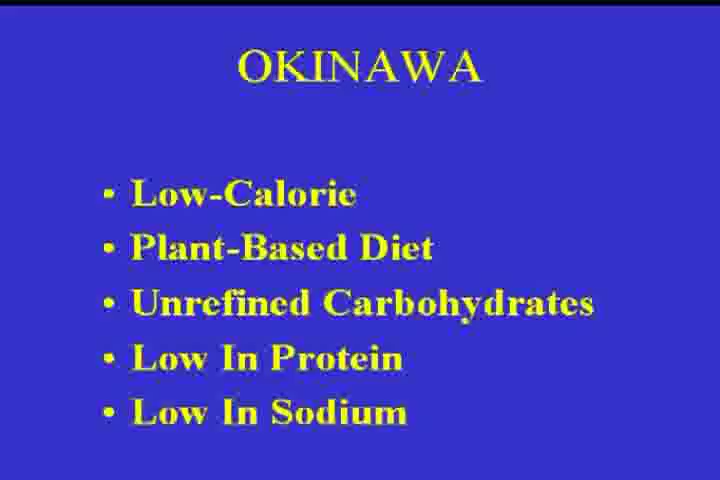 OKINAWA
• Low-Calorie
• Plant-Based Diet
• Unrefined Carbohydrates
• Low In Protein
• Low In Sodium